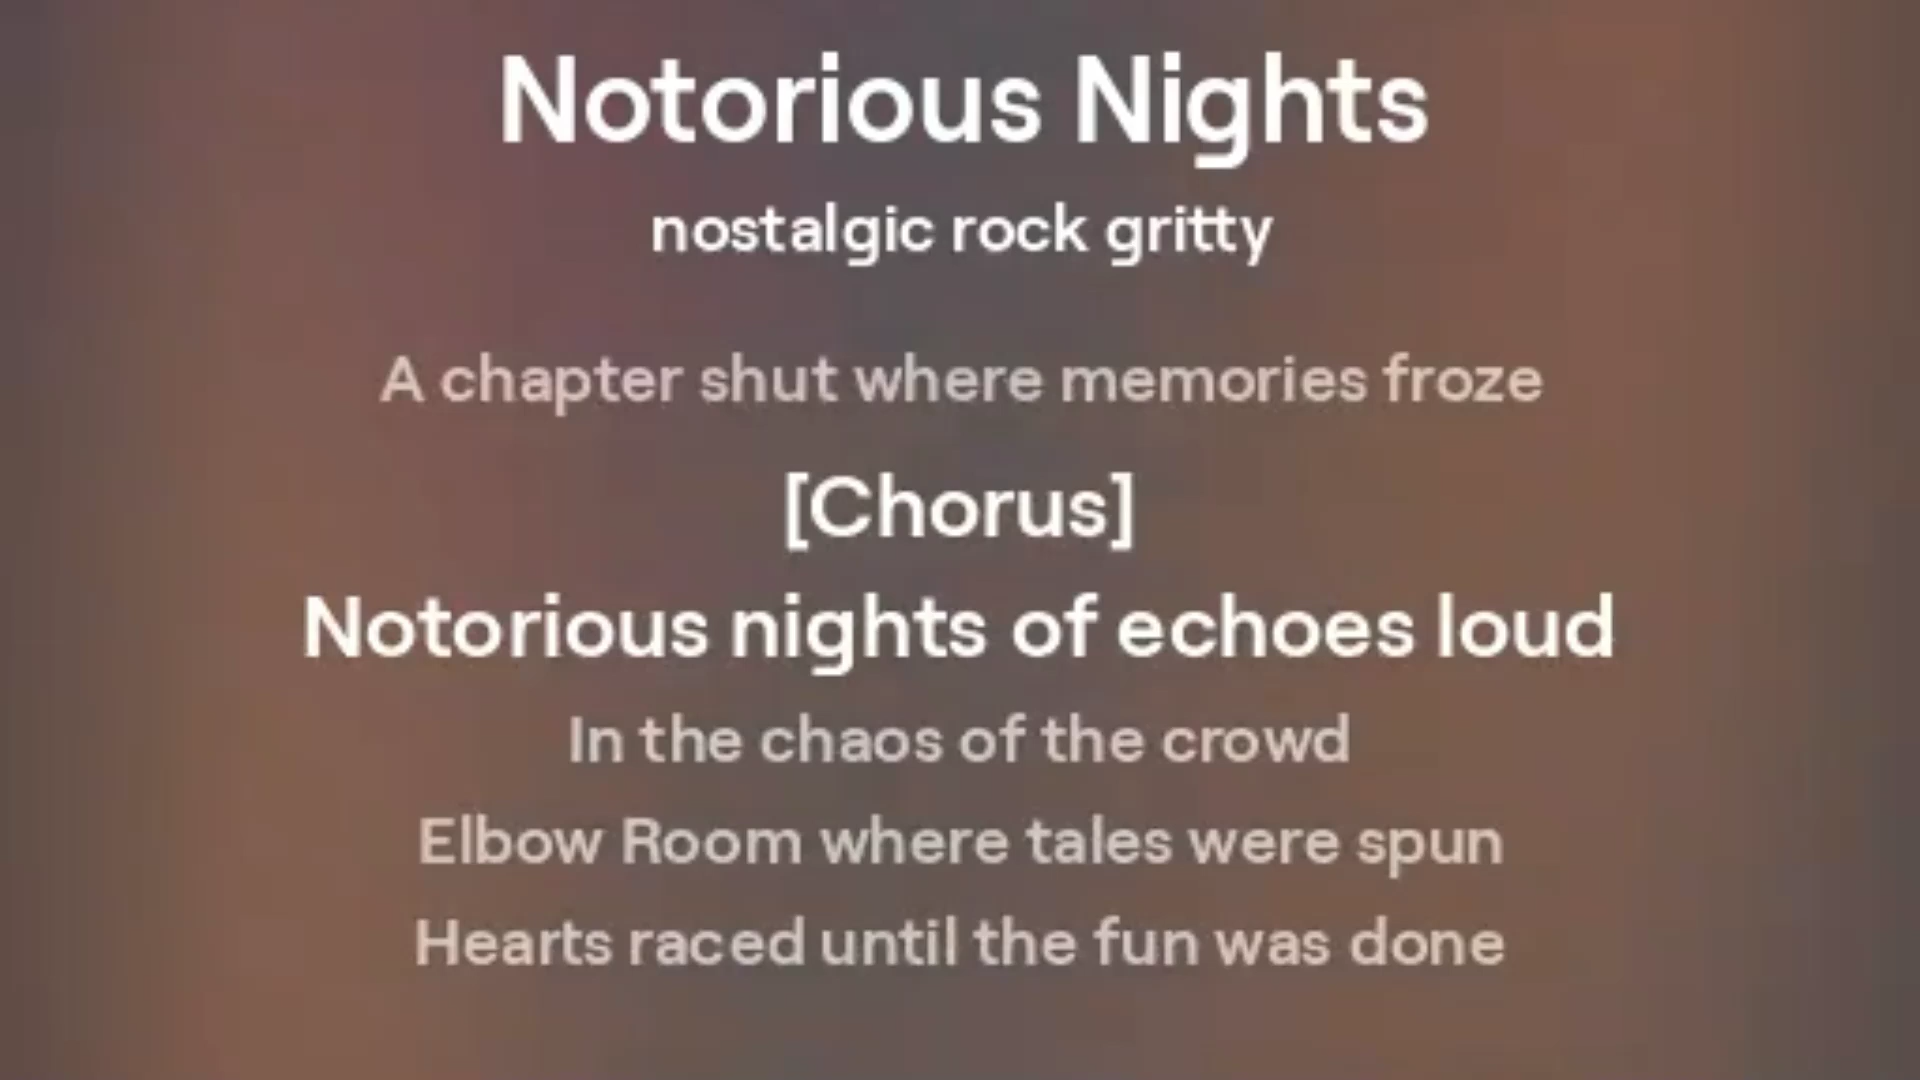 Notorious Nights
nostalgic rock gritty
A chapter shut where memories froze
[Chorus]
Notorious nights of echoes loud
In the chaos of the crowd
Elbow Room where tales were spun
Hearts raced until the fun was done